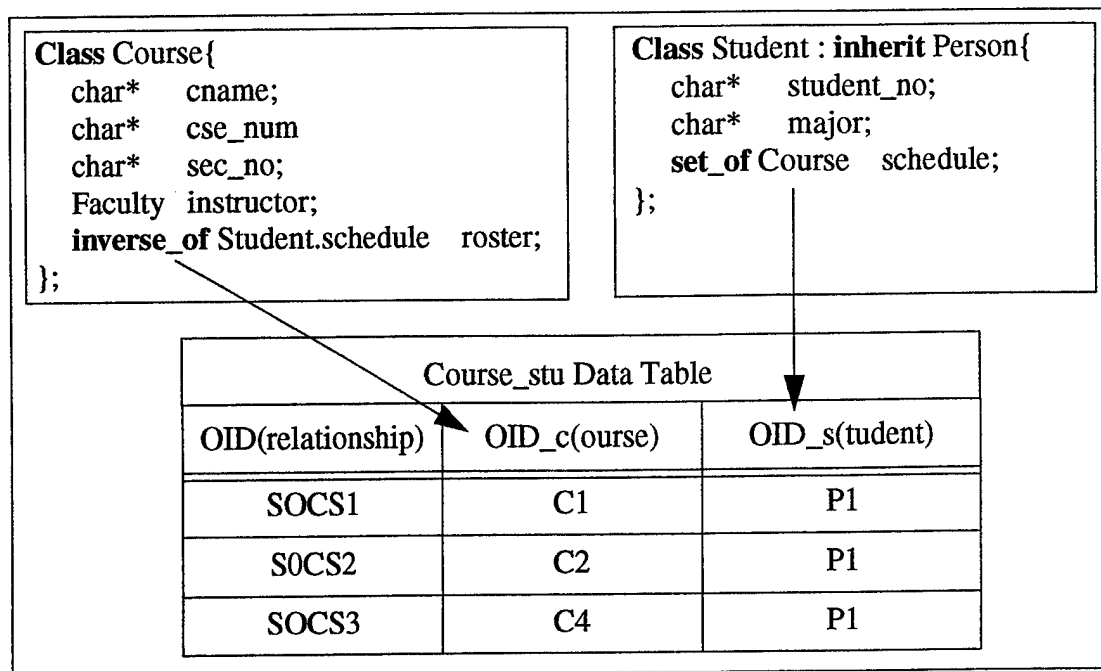 Class Course{
char* cname;
char* cse_num
char* sec_no;
Faculty instructor;
inverse_of Student.schedule roster;
};
Class Student : inherit Person{
char* student_no;
char* major;
set_of Course schedule;
};
Course_stu Data Table
OID(relationship) OID_c(ourse) OID_s(tudent)
SOCS1 C1 P1
S0CS2 C2 P1
SOCS3 C4 P1